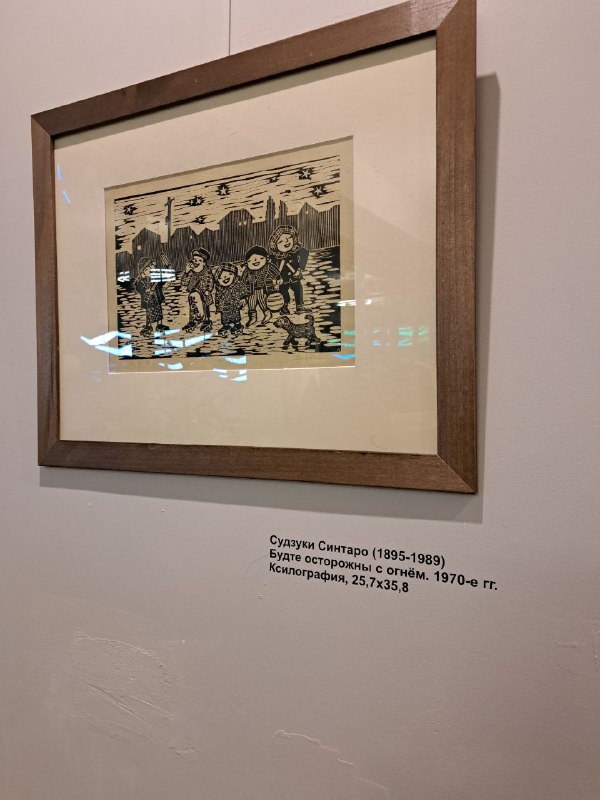 Судзуки Синтаро (1895-1989)
Будте осторожны с огнём. 1970-е гг.
Ксилография, 25,7х35,8